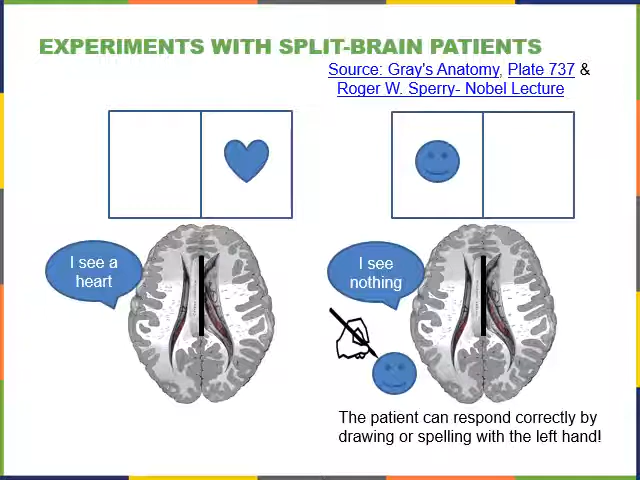 EXPERIMENTS WITH SPLIT-BRAIN PATIENTS
Source: Gray's Anatomy, Plate 737 &
Roger W. Sperry- Nobel Lecture
I see a
heart
I see
nothing
The patient can respond correctly by
drawing or spelling with the left hand!